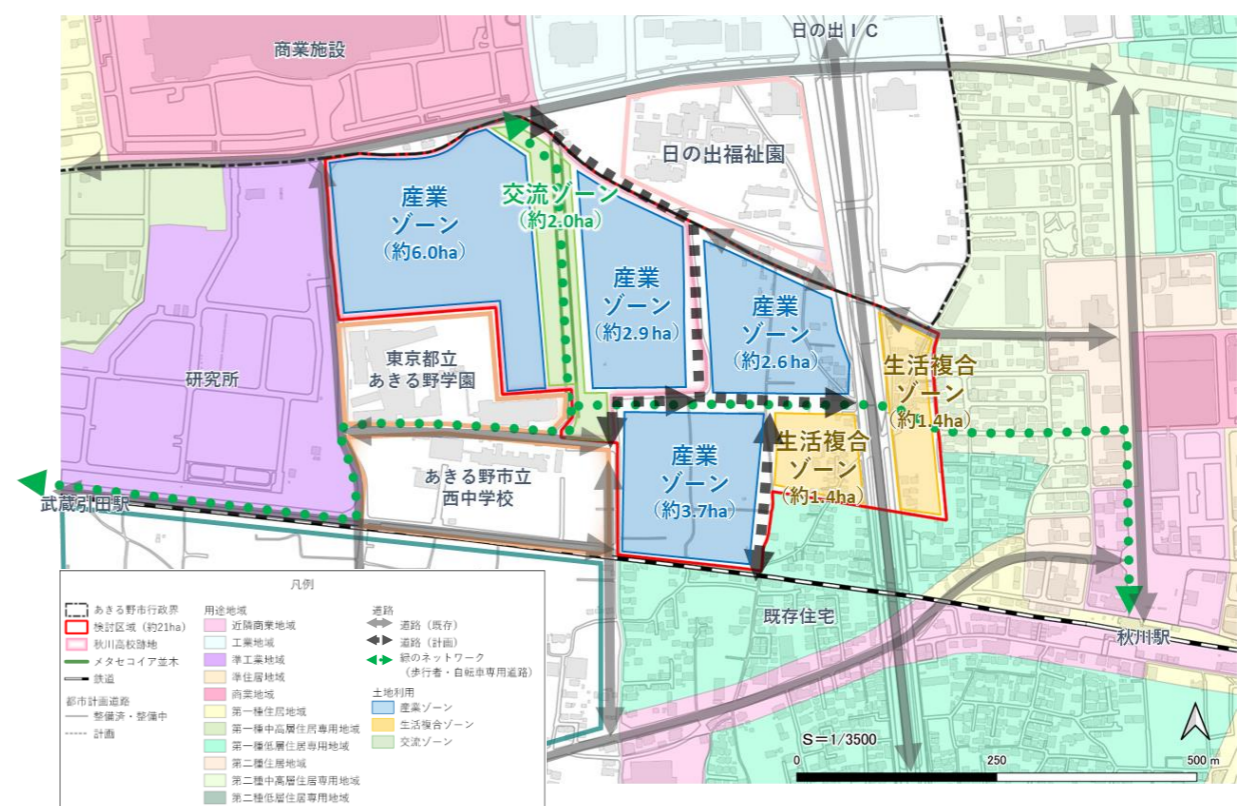 商業施設
日の出IC
日の出福祉園
産業
ゾーン
(約6.0ha)
交流ゾーン
(約2.0ha)
産業
ゾーン
(約2.9ha)
産業
ゾーン
(約2.6ha)
生活複合
ゾーン
(約1.4ha)
東京都立
あきる野学園
研究所
あきる野市立
西中学校
産業
ゾーン
(約3.7ha)
生活複合
ゾーン
(約1.4ha)
武蔵引田駅
既存住宅
秋川駅
凡例
あきる野市行政界
検討区域(約21ha)
秋川高校跡地
メタセコイア並木
鉄道
都市計画道路
整備済・整備中
計画
用途地域
近隣商業地域
工業地域
準工業地域
準住居地域
商業地域
第一種住居地域
第一種中高層住居専用地域
第一種低層住居専用地域
第二種住居地域
第二種中高層住居専用地域
第二種低層住居専用地域
道路
道路(既存)
道路(計画)
緑のネットワーク
(歩行者・自転車専用道路)
土地利用
産業ゾーン
生活複合ゾーン
交流ゾーン
S=1/3500
0 250 500 m